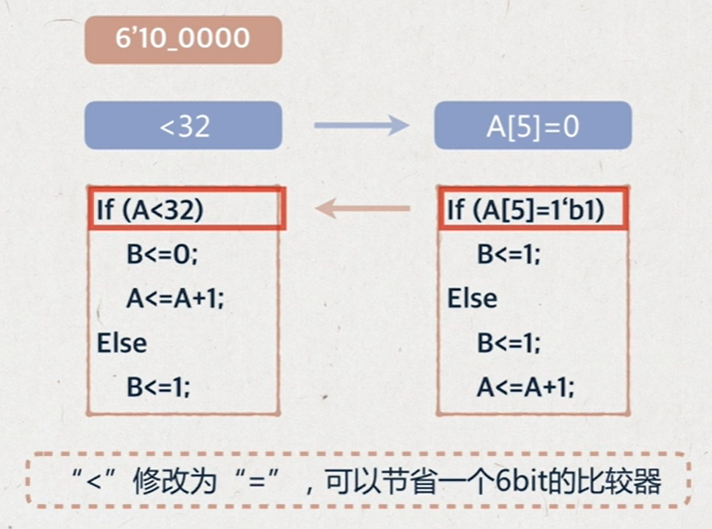 6'10_0000
<32
A[5]=0
If (A<32)
B<=0;
A<=A+1;
Else
B<=1;
If (A[5]=1‘b1)
B<=1;
Else
B<=1;
A<=A+1;
“<”修改为“=”，可以节省一个6bit的比较器